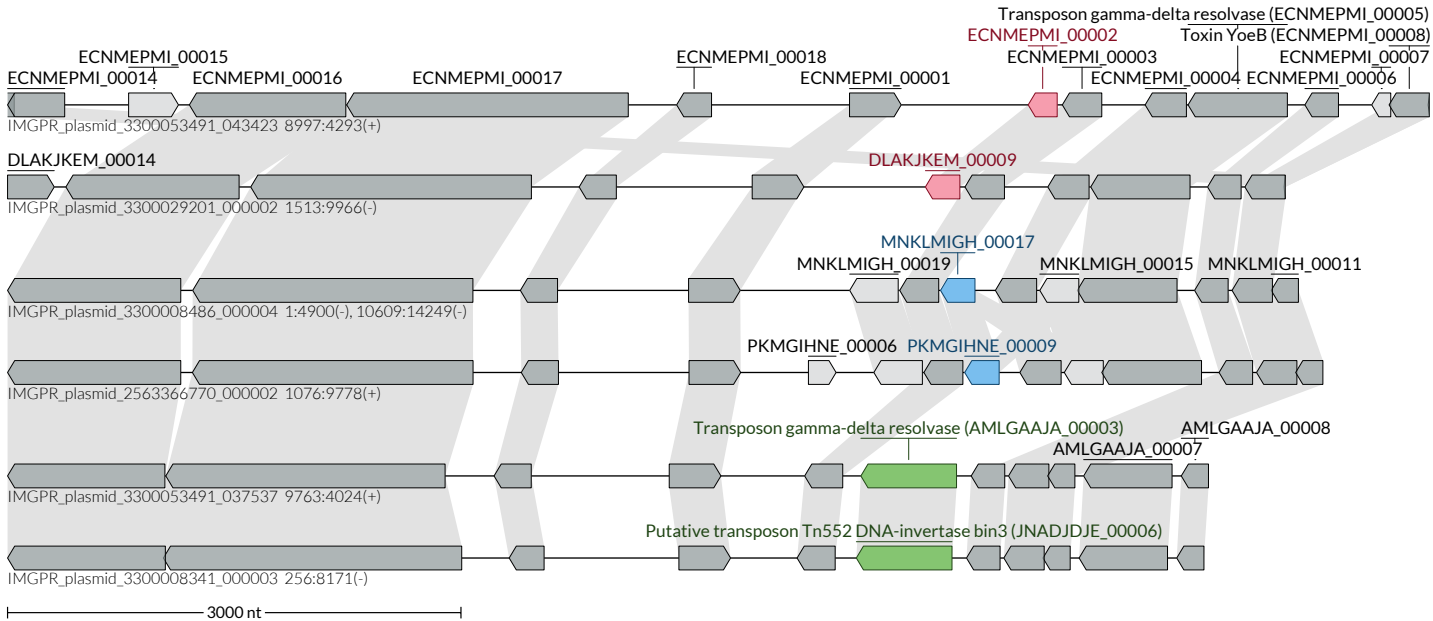 Transposon gamma-delta resolvase (ECNMEPMI_00005)
ECNMEPMI_00002 Toxin YoeB (ECNMEPMI_00008)
ECNMEPMI_00015 ECNMEPMI_00018 ECNMEPMI_00003 ECNMEPMI_00007
ECNMEPMI_00014 ECNMEPMI_00016 ECNMEPMI_00017 ECNMEPMI_00001 ECNMEPMI_00004 ECNMEPMI_00006
IMGPR_plasmid_3300053491_043423 8997:4293(+)
DLAKJKEM_00014 DLAKJKEM_00009
IMGPR_plasmid_3300029201_000002 1513:9966(-)
MNKLMIGH_00017
MNKLMIGH_00019 MNKLMIGH_00015 MNKLMIGH_00011
IMGPR_plasmid_3300008486_000004 1:4900(-), 10609:14249(-)
PKMGIHNE_00006 PKMGIHNE_00009
IMGPR_plasmid_2563366770_000002 1076:9778(+)
Transposon gamma-delta resolvase (AMLGAAJA_00003) AMLGAAJA_00008
AMLGAAJA_00007
IMGPR_plasmid_3300053491_037537 9763:4024(+)
Putative transposon Tn552 DNA-invertase bin3 (JNADJDJE_00006)
IMGPR_plasmid_3300008341_000003 256:8171(-)
3000 nt